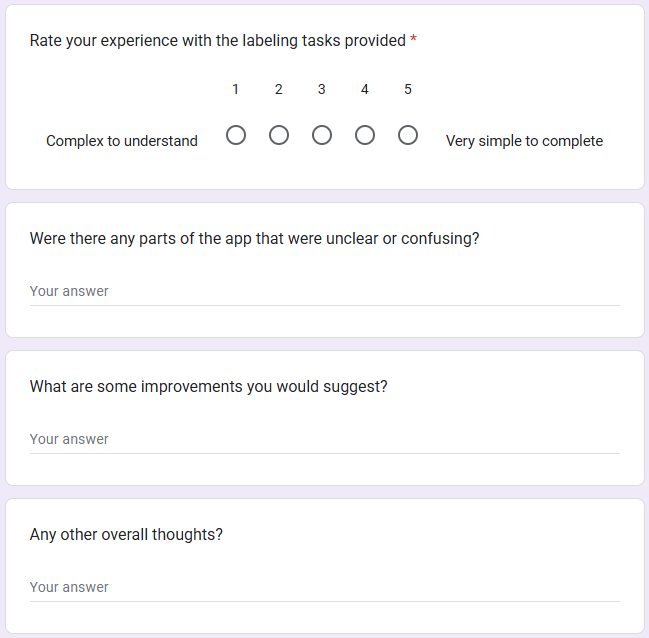 Rate your experience with the labeling tasks provided *
1 2 3 4 5
Complex to understand Very simple to complete
Were there any parts of the app that were unclear or confusing?
Your answer
What are some improvements you would suggest?
Your answer
Any other overall thoughts?
Your answer